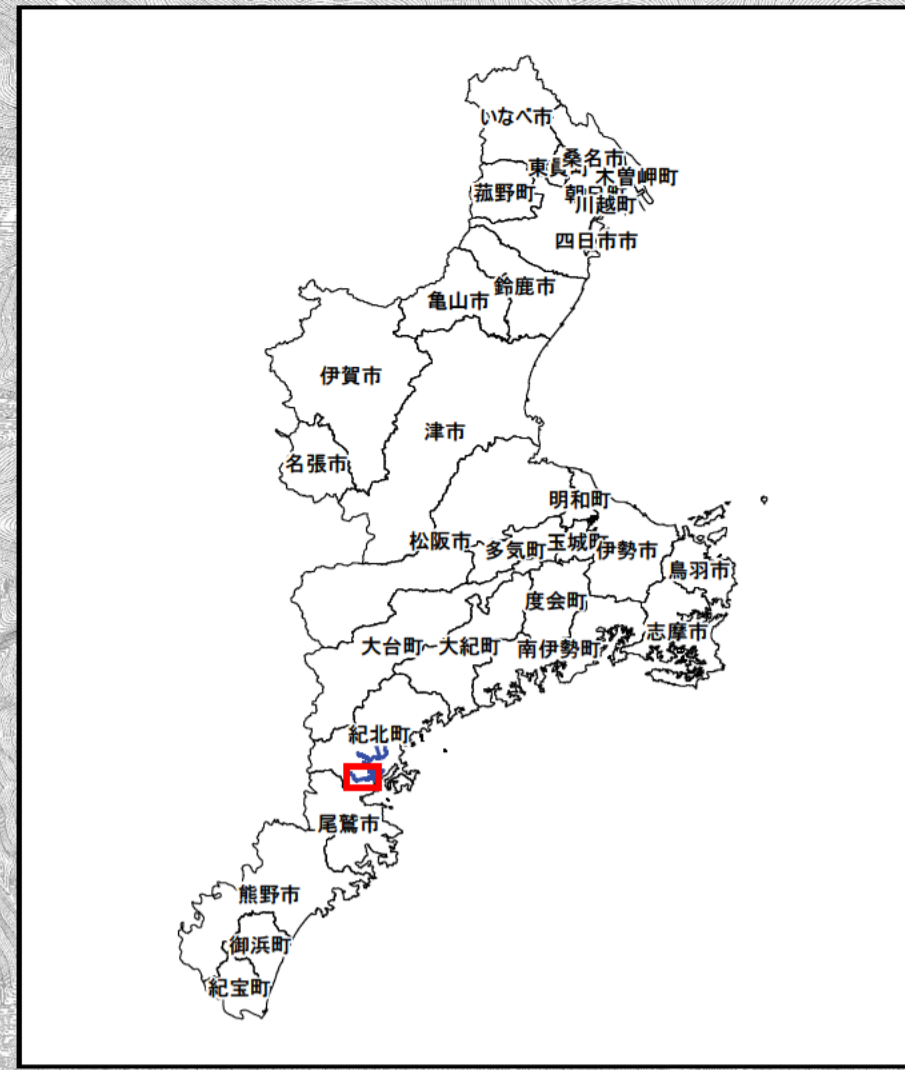 いなべ市
桑名市
東員町
木曽岬町
菰野町
朝日町
川越町
四日市市
鈴鹿市
亀山市
伊賀市
津市
名張市
明和町
松阪市
多気町
玉城町
伊勢市
鳥羽市
度会町
志摩市
大台町
大紀町
南伊勢町
紀北町
尾鷲市
熊野市
御浜町
紀宝町